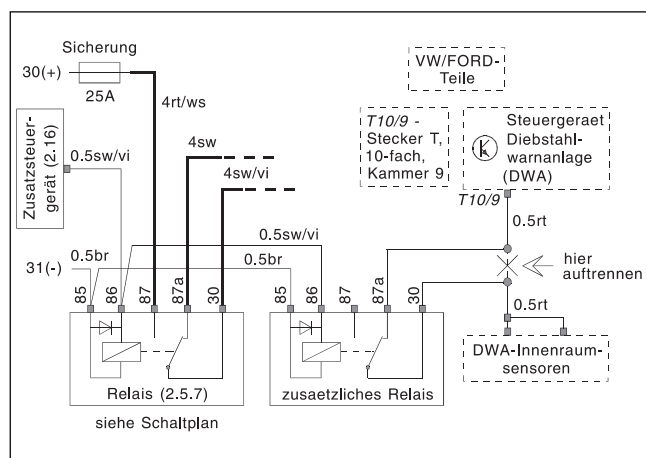 Sicherung
30(+)
25A
4rt/ws
VW/FORD-
Teile
T10/9 -
Stecker T,
10-fach,
Kammer 9
Steuergeraet
Diebstahl
warnanlage
(DWA)
T10/9
0.5rt
Zusatzsteuer-
gerät (2.16)
0.5sw/vi
4sw
4sw/vi
0.5sw/vi
31(-)
0.5br
0.5br
hier
auftrennen
0.5rt
85
86
87
87a
30
85
86
87
87a
30
Relais (2.5.7)
zusaetzliches Relais
DWA-Innenraum-
sensoren
siehe Schaltplan